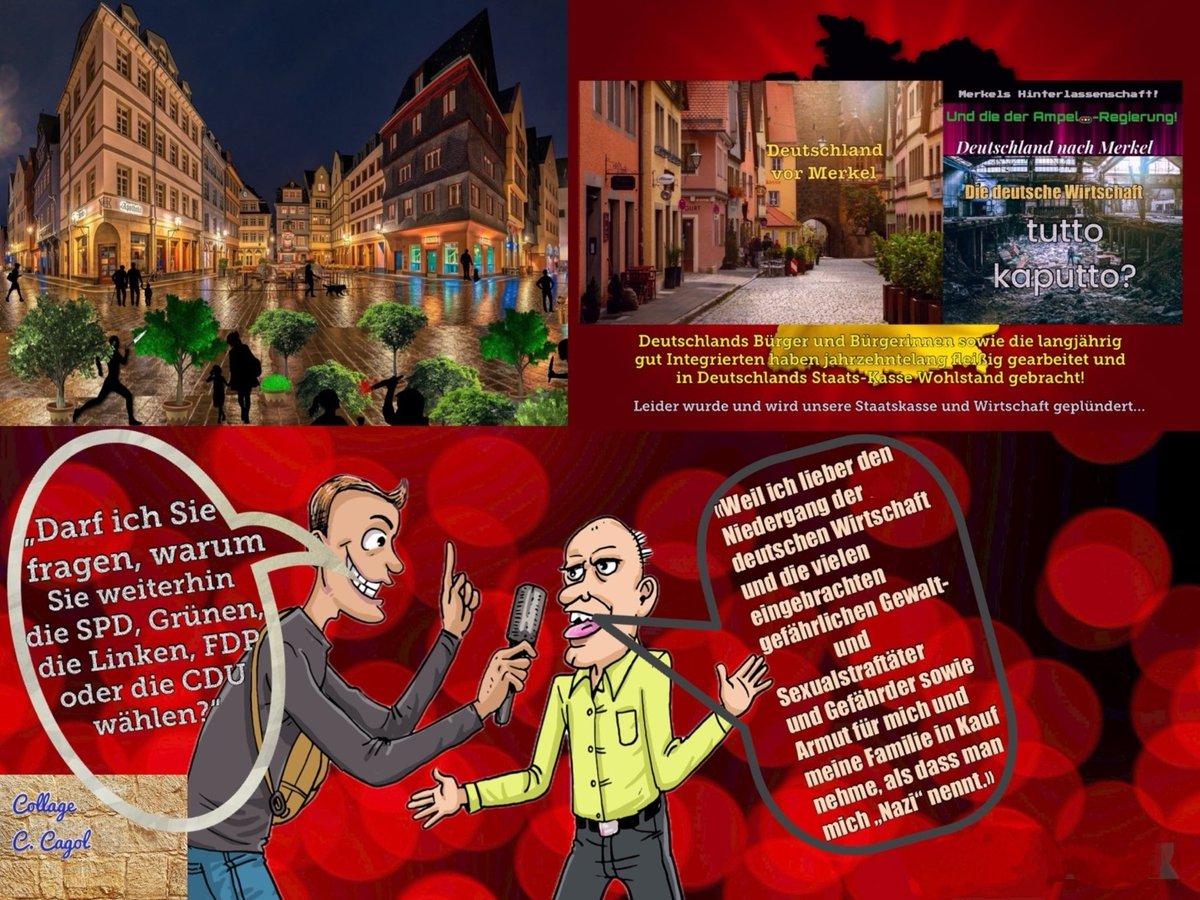 Apotheke
Merkels Hinterlassenschaft!
Und die der Ampel-Regierung!
Deutschland nach Merkel
Deutschland
vor Merkel
Die deutsche Wirtschaft
tutto
kaputto?
Deutschlands Bürger und Bürgerinnen sowie die langjährig
gut Integrierten haben jahrzehntelang fleißig gearbeitet und
in Deutschlands Staats-Kasse Wohlstand gebracht!
Leider wurde und wird unsere Staatskasse und Wirtschaft geplündert...
„Darf ich Sie
fragen, warum
Sie weiterhin
die SPD, Grünen,
die Linken, FDP
oder die CDU
wählen?“
«Weil ich lieber den
Niedergang der
deutschen Wirtschaft
und die vielen
eingebrachten
gefährlichen Gewalt-
und
Sexualstraftäter
und Gefährder sowie
Armut für mich und
meine Familie in Kauf
nehme, als dass man
mich „Nazi“ nennt.»
Collage
C. Cagol